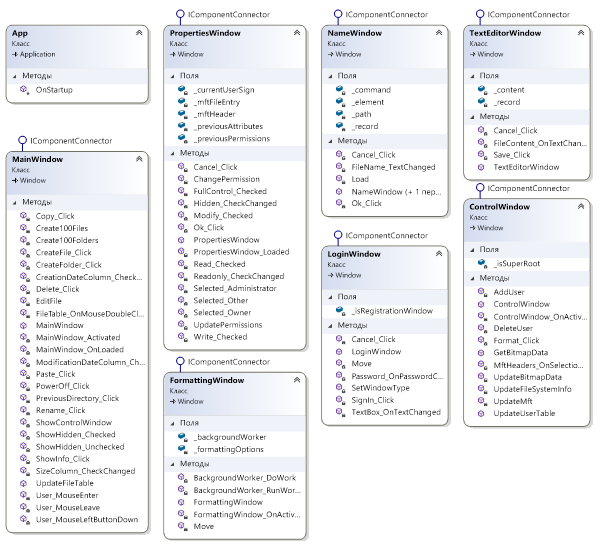 App
Класс
Application
Методы
OnStartup
IComponentConnector
MainWindow
Класс
Window
Методы
Copy_Click
Create100Files
Create100Folders
CreateFile_Click
CreateFolder_Click
CreationDateColumn_Check...
Delete_Click
EditFile
FileTable_OnMouseDoubleCl...
MainWindow
MainWindow_Activated
MainWindow_OnLoaded
ModificationDateColumn_Ch...
Paste_Click
PowerOff_Click
PreviousDirectory_Click
Rename_Click
ShowControlWindow
ShowHidden_Checked
ShowHidden_Unchecked
ShowInfo_Click
SizeColumn_CheckChanged
UpdateFileTable
User_MouseEnter
User_MouseLeave
User_MouseLeftButtonDown
IComponentConnector
PropertiesWindow
Класс
Window
Поля
_currentUserSign
_mftFileEntry
_mftHeader
_previousAttributes
_previousPermissions
Методы
Cancel_Click
ChangePermission
FullControl_Checked
Hidden_CheckChanged
Modify_Checked
Ok_Click
PropertiesWindow
PropertiesWindow_Loaded
Read_Checked
Readonly_CheckChanged
Selected_Administrator
Selected_Other
Selected_Owner
UpdatePermissions
Write_Checked
IComponentConnector
FormattingWindow
Класс
Window
Поля
_backgroundWorker
_formattingOptions
Методы
BackgroundWorker_DoWork
BackgroundWorker_RunWor...
FormattingWindow
FormattingWindow_OnActiv...
Move
IComponentConnector
NameWindow
Класс
Window
Поля
_command
_element
_path
_record
Методы
Cancel_Click
FileName_TextChanged
Load
NameWindow (+ 1 пер...
Ok_Click
IComponentConnector
LoginWindow
Класс
Window
Поля
_isRegistrationWindow
Методы
Cancel_Click
LoginWindow
Move
Password_OnPasswordC...
SetWindowType
SignIn_Click
TextBox_OnTextChanged
IComponentConnector
TextEditorWindow
Класс
Window
Поля
_content
_record
Методы
Cancel_Click
FileContent_OnTextChan...
Save_Click
TextEditorWindow
IComponentConnector
ControlWindow
Класс
Window
Поля
_isSuperRoot
Методы
AddUser
ControlWindow
ControlWindow_OnActiv...
DeleteUser
Format_Click
GetBitmapData
MftHeaders_OnSelectio...
UpdateBitmapData
UpdateFileSystemInfo
UpdateMft
UpdateUserTable